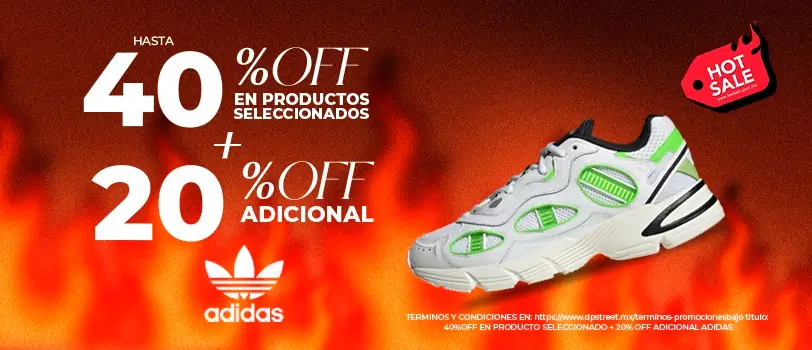 HASTA
40 %OFF
EN PRODUCTOS
SELECCIONADOS
+
20 %OFF
ADICIONAL
adidas
HOT
SALE
TERMINOS Y CONDICIONES EN: https://www.dpstreet.mx/terminos-promocionesbajo titulo:
40%OFF EN PRODUCTO SELECCIONADO + 20% OFF ADICIONAL ADIDAS